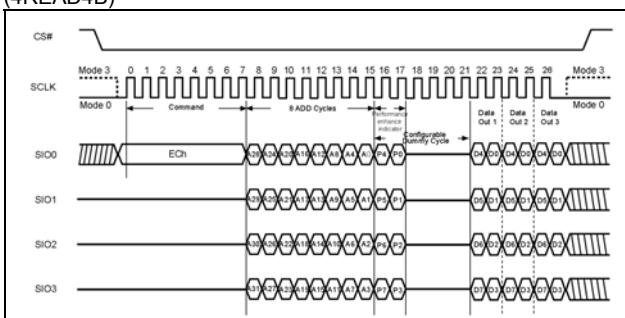 (4READ4B)
CS#
Mode 3 0 1 2 3 4 5 6 7 8 9 10 11 12 13 14 15 16 17 18 19 20 21 22 23 24 25 26 Mode 3
SCLK
Mode 0 Command 8 ADD Cycles Performance enhance indicator Configurable Dummy Cycle Data Out 1 Data Out 2 Data Out 3 Mode 0
SIO0 ECh A28 A24 A20 A16 A12 A8 A4 P4 P0 D4 D0 D4 D0 D4 D0
SIO1 A29 A25 A21 A17 A13 A9 A5 A1 P5 P1 D5 D1 D5 D1 D5 D1
SIO2 A30 A26 A22 A18 A14 A10 A6 A2 P6 P2 D6 D2 D6 D2 D6 D2
SIO3 A31 A27 A23 A15 A11 A7 A3 P7 P3 D7 D3 D7 D3 D7 D3